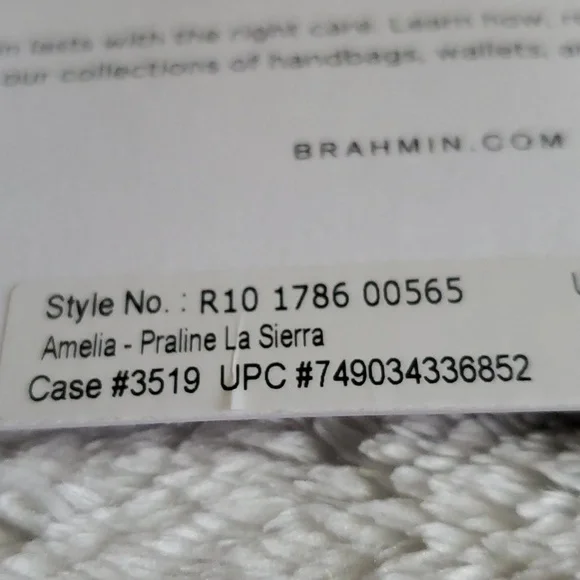 lasts with the right care. Learn how,
our collections of handbags, wallets,
BRAHMIN.COM
Style No. : R10 1786 00565
Amelia - Praline La Sierra
Case #3519 UPC #749034336852